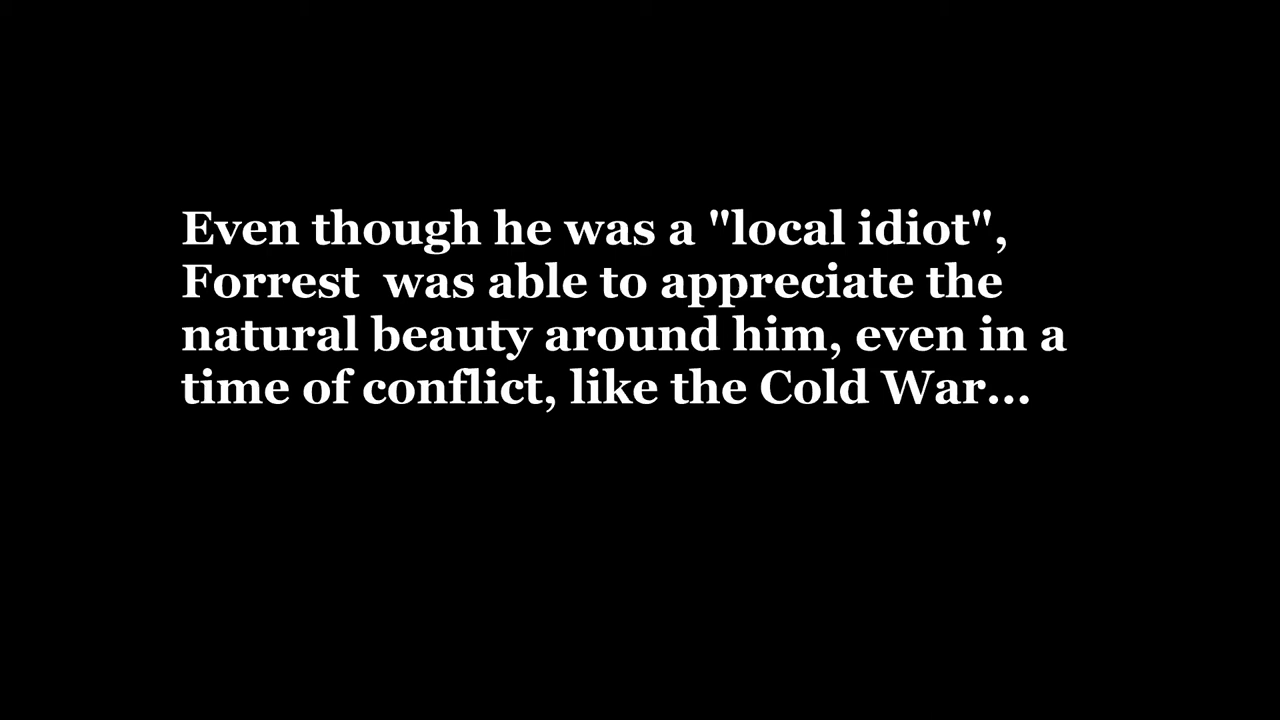 Even though he was a "local idiot",
Forrest  was able to appreciate the
natural beauty around him, even in a
time of conflict, like the Cold War...